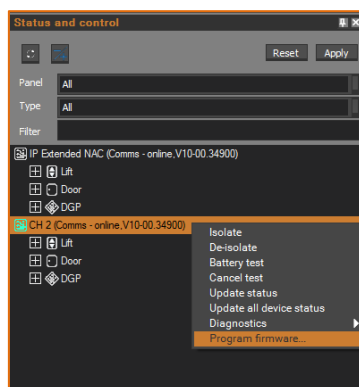 Status and control
Reset
Apply
Panel
All
Type
All
Filter
IP Extended NAC (Comms - online,V10-00.34900)
Lift
Door
DGP
CH 2 (Comms - online,V10-00.34900)
Lift
Door
DGP
Isolate
De-isolate
Battery test
Cancel test
Update status
Update all device status
Diagnostics
Program firmware...